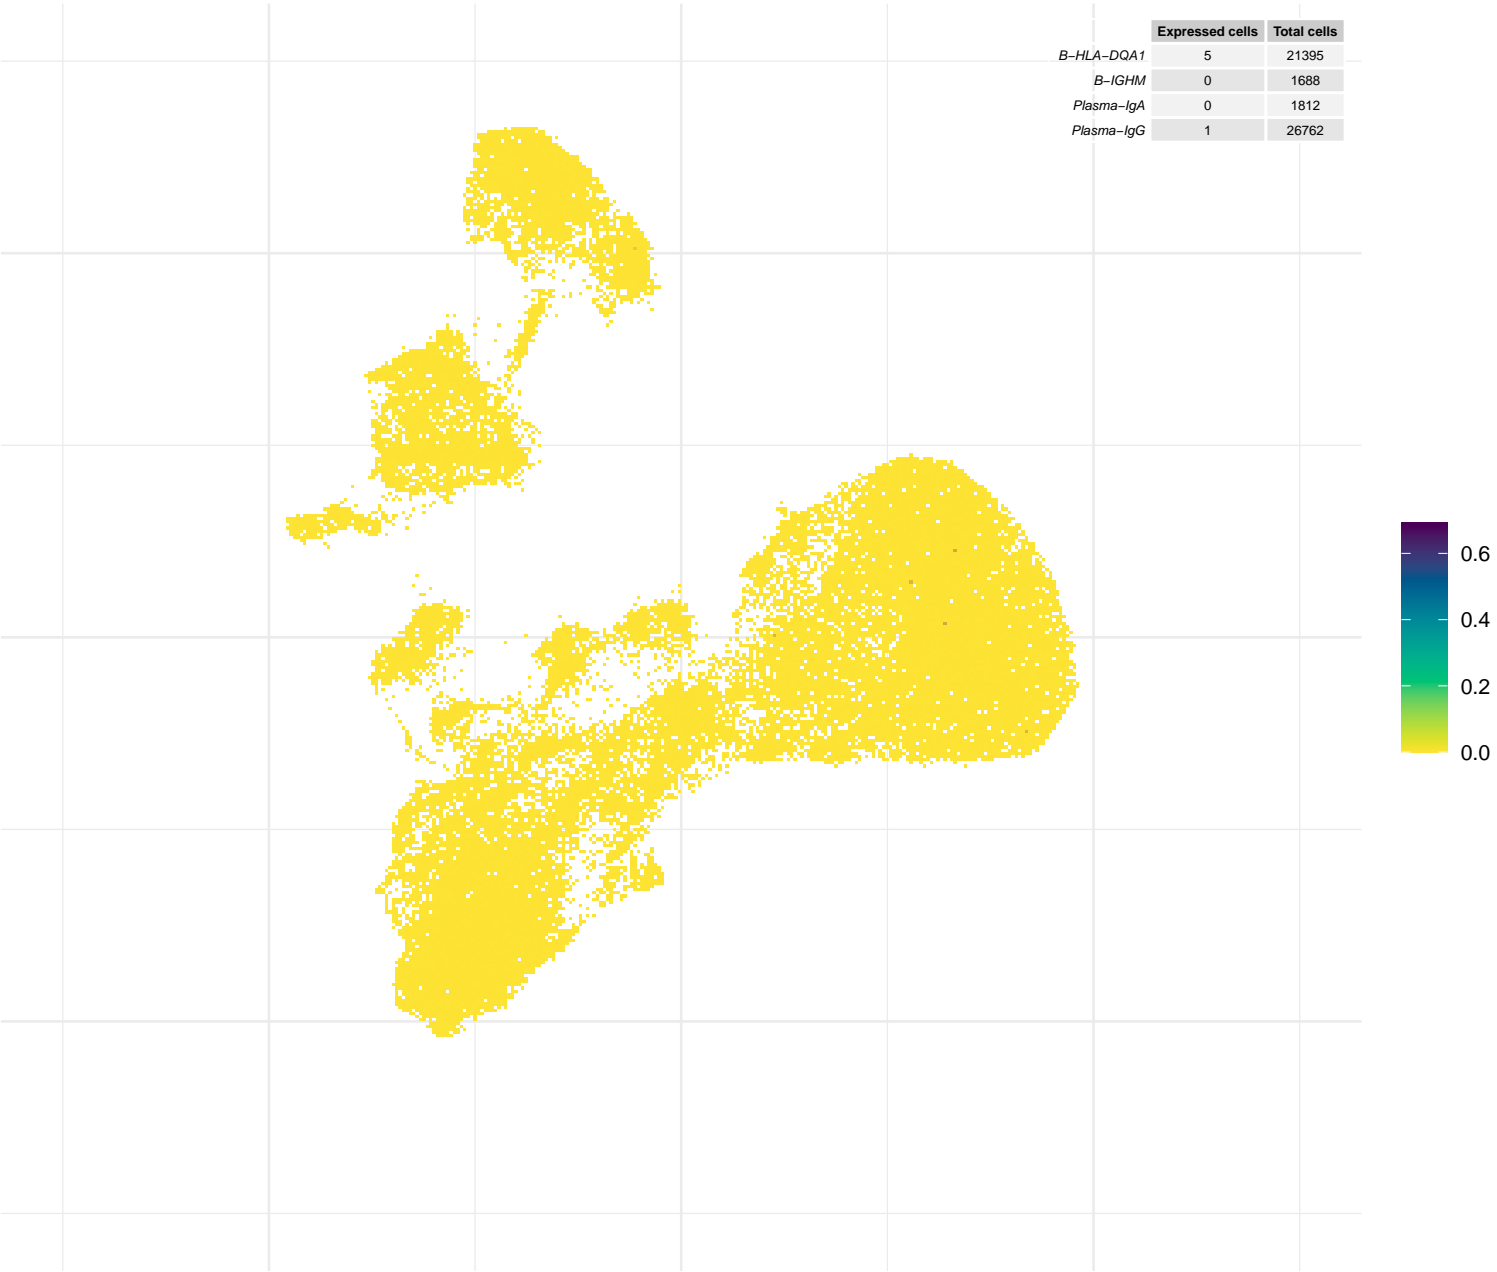 Expressed cells Total cells
B−HLA−DQA1 5 21395
B−IGHM 0 1688
Plasma−IgA 0 1812
Plasma−IgG 1 26762
0.6
0.4
0.2
0.0